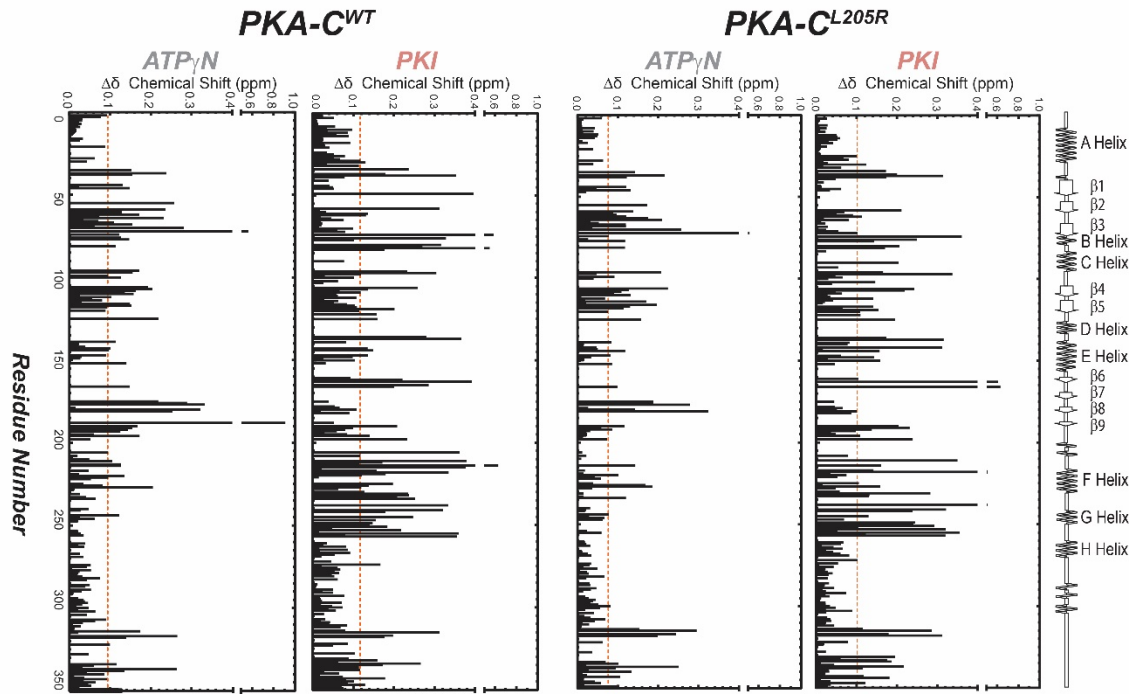 PKA-C^WT PKA-C^L205R
ATPγN PKI ATPγN PKI
Δδ Chemical Shift (ppm) Δδ Chemical Shift (ppm) Δδ Chemical Shift (ppm) Δδ Chemical Shift (ppm)
0.0 0.1 0.2 0.3 0.4 0.6 0.8 1.0 0.0 0.1 0.2 0.3 0.4 0.6 0.8 1.0 0.0 0.1 0.2 0.3 0.4 0.6 0.8 1.0 0.0 0.1 0.2 0.3 0.4 0.6 0.8 1.0
0
50
100
150
200
250
300
350
Residue Number
A Helix
β1
β2
β3
B Helix
C Helix
β4
β5
D Helix
E Helix
β6
β7
β8
β9
F Helix
G Helix
H Helix